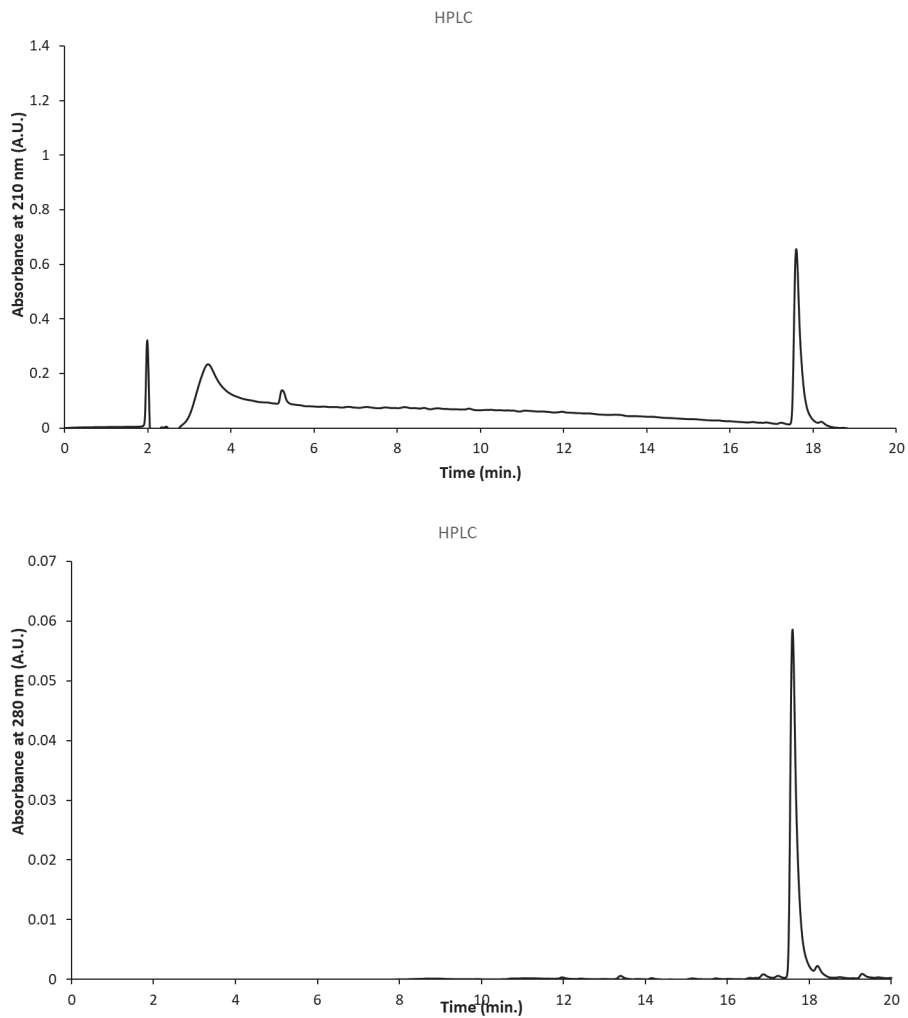 HPLC
Absorbance at 210 nm (A.U.)
1.4
1.2
1
0.8
0.6
0.4
0.2
0
0 2 4 6 8 10 12 14 16 18 20
Time (min.)
HPLC
Absorbance at 280 nm (A.U.)
0.07
0.06
0.05
0.04
0.03
0.02
0.01
0
0 2 4 6 8 10 12 14 16 18 20
Time (min.)